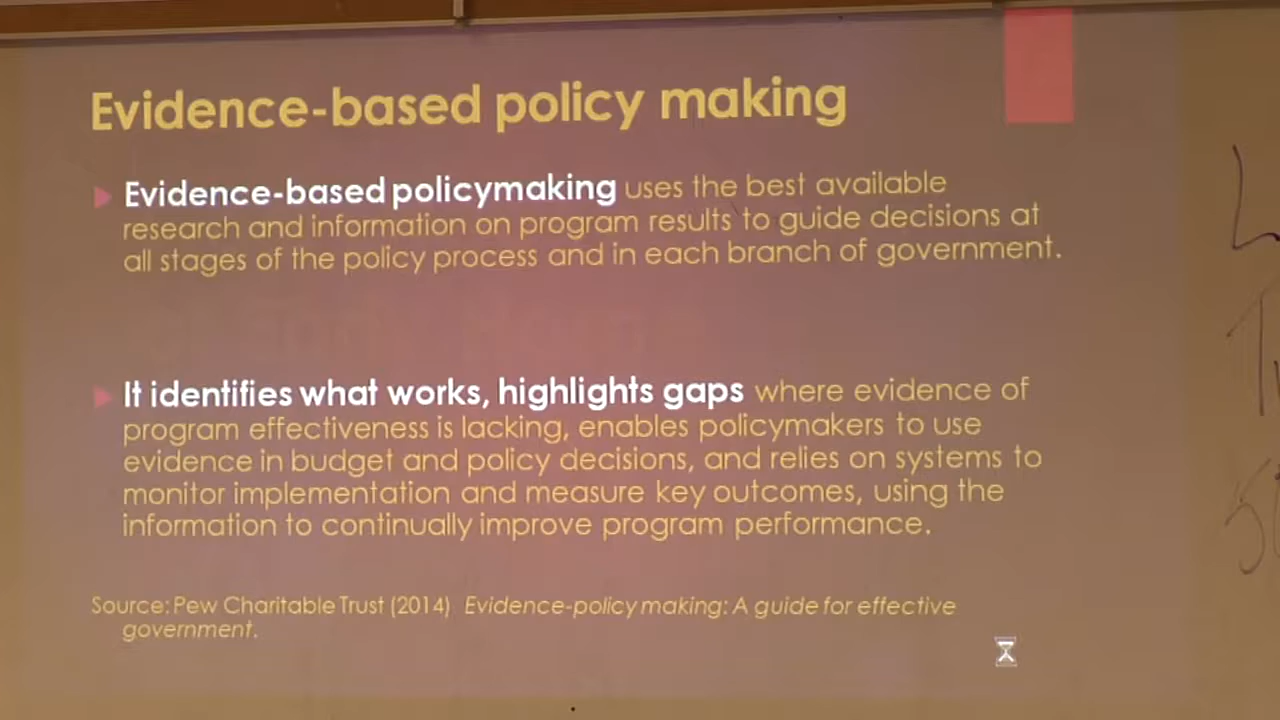 Evidence-based policy making
Evidence-based policymaking uses the best available
research and information on program results to guide decisions at
all stages of the policy process and in each branch of government.
It identifies what works, highlights gaps where evidence of
program effectiveness is lacking, enables policymakers to use
evidence in budget and policy decisions, and relies on systems to
monitor implementation and measure key outcomes, using the
information to continually improve program performance.
Source: Pew Charitable Trust (2014) Evidence-policy making: A guide for effective
government.